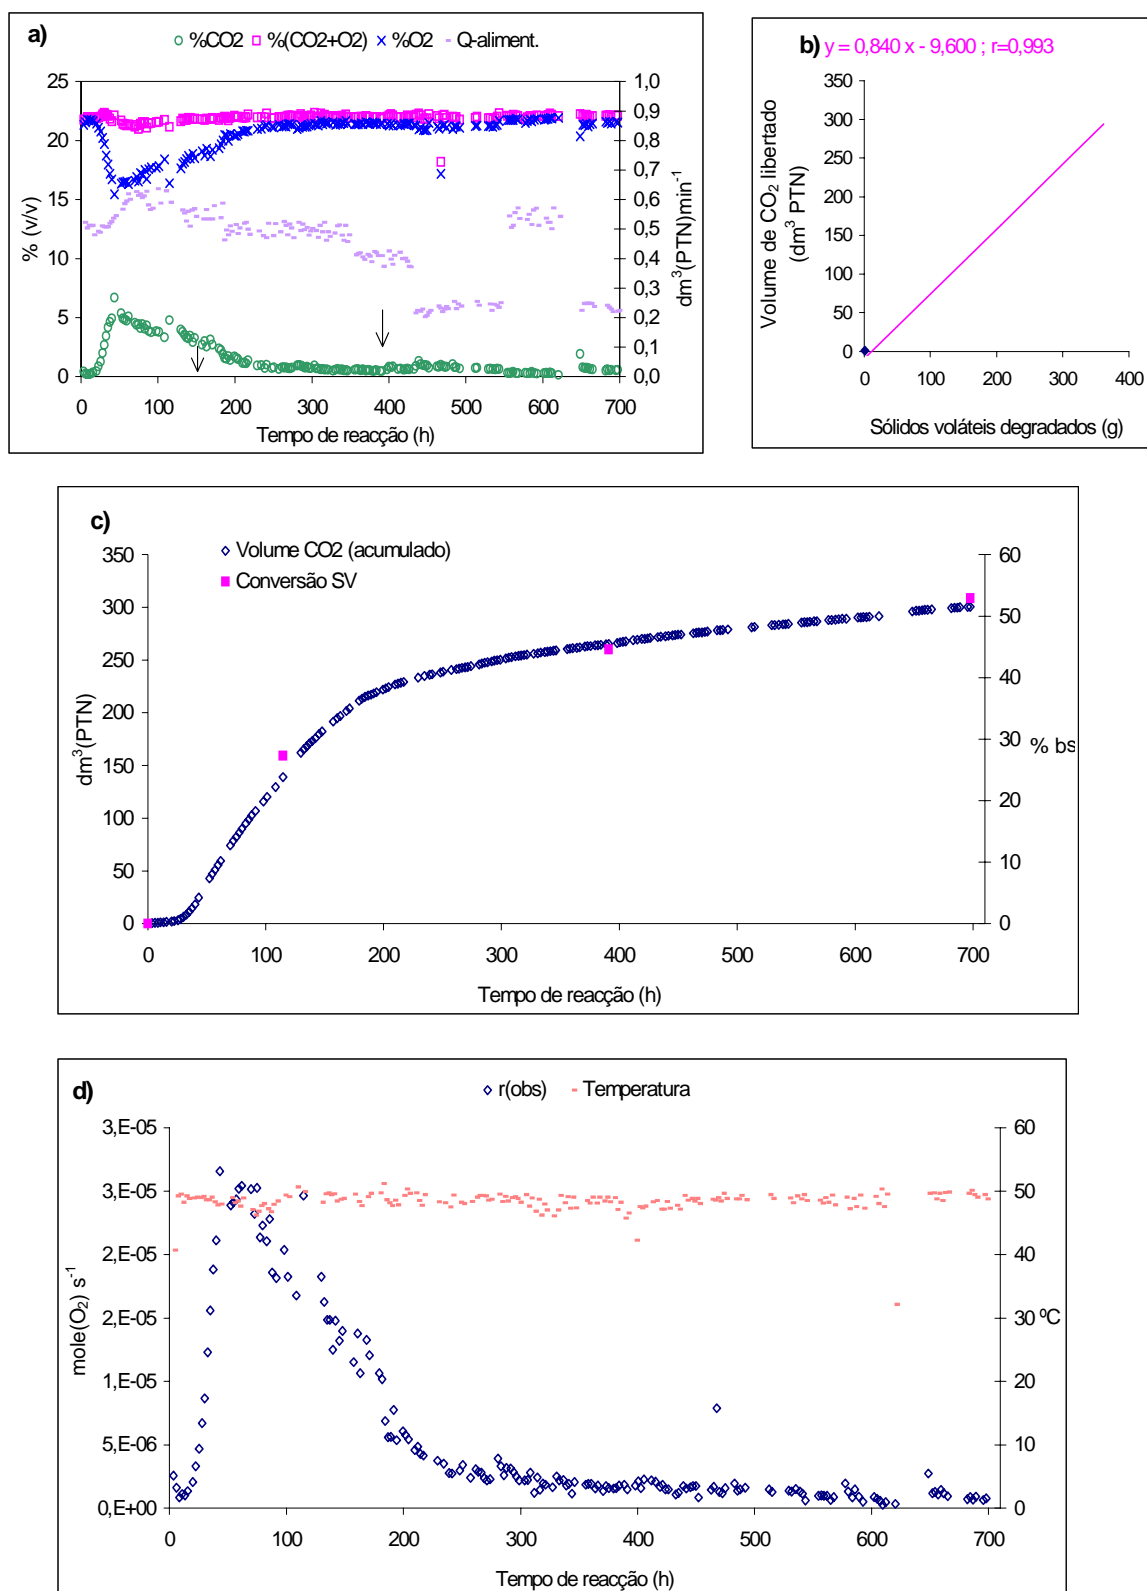 a)
%CO2 %(CO2+O2) %O2 Q-aliment.
25
20
15
10
5
0
% (v/v)
1,0
0,9
0,8
0,7
0,6
0,5
0,4
0,3
0,2
0,1
0,0
dm³(PTN)min⁻¹
0 100 200 300 400 500 600 700
Tempo de reacção (h)
b) y = 0,840 x - 9,600 ; r=0,993
350
300
250
200
150
100
50
0
Volume de CO₂ libertado
(dm³ PTN)
0 100 200 300 400
Sólidos voláteis degradados (g)
c)
Volume CO2 (acumulado)
Conversão SV
350
300
250
200
150
100
50
0
dm³(PTN)
60
50
40
30
20
10
0
% bs
0 100 200 300 400 500 600 700
Tempo de reacção (h)
d)
r(obs) Temperatura
3,E-05
3,E-05
2,E-05
2,E-05
1,E-05
5,E-06
0,E+00
mole(O₂) s⁻¹
60
50
40
30
20
10
0
ºC
0 100 200 300 400 500 600 700
Tempo de reacção (h)